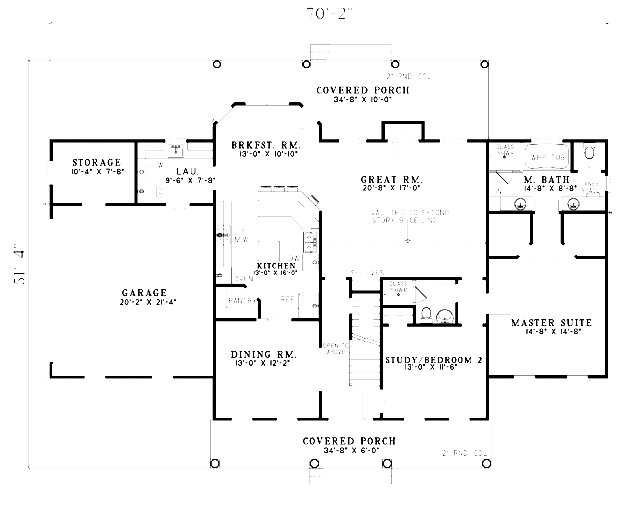 70'-2"
COVERED PORCH
34'-8" X 10'-0"
BRKFST. RM.
13'-0" X 10'-10"
STORAGE
10'-4" X 7'-8"
LAU.
9'-6" X 7'-8"
GREAT RM.
20'-8" X 17'-0"
M. BATH
14'-8" X 8'-8"
KITCHEN
13'-0" X 16'-0"
PANTRY
REF
GARAGE
20'-2" X 21'-4"
51'-4"
MASTER SUITE
14'-8" X 14'-8"
DINING RM.
13'-0" X 12'-2"
OPEN TO
ABOVE
STUDY/BEDROOM 2
13'-0" X 11'-6"
COVERED PORCH
34'-8" X 6'-0"